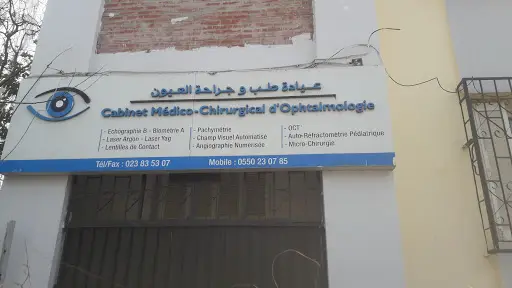 عيادة طب و جراحة العيون
Cabinet Médico-Chirurgical d'Ophtalmologie
- Echographie B - Biométrie A
- Laser Argon - Laser Yag
- Lentilles de Contact
- Pachymétrie
- Champ Visuel Automatisé
- Angiographie Numérisée
- OCT
- Auto-Réfractométrie Pédiatrique
- Micro-Chirurgie
Tél/Fax : 023 83 53 07 Mobile : 0550 23 07 85